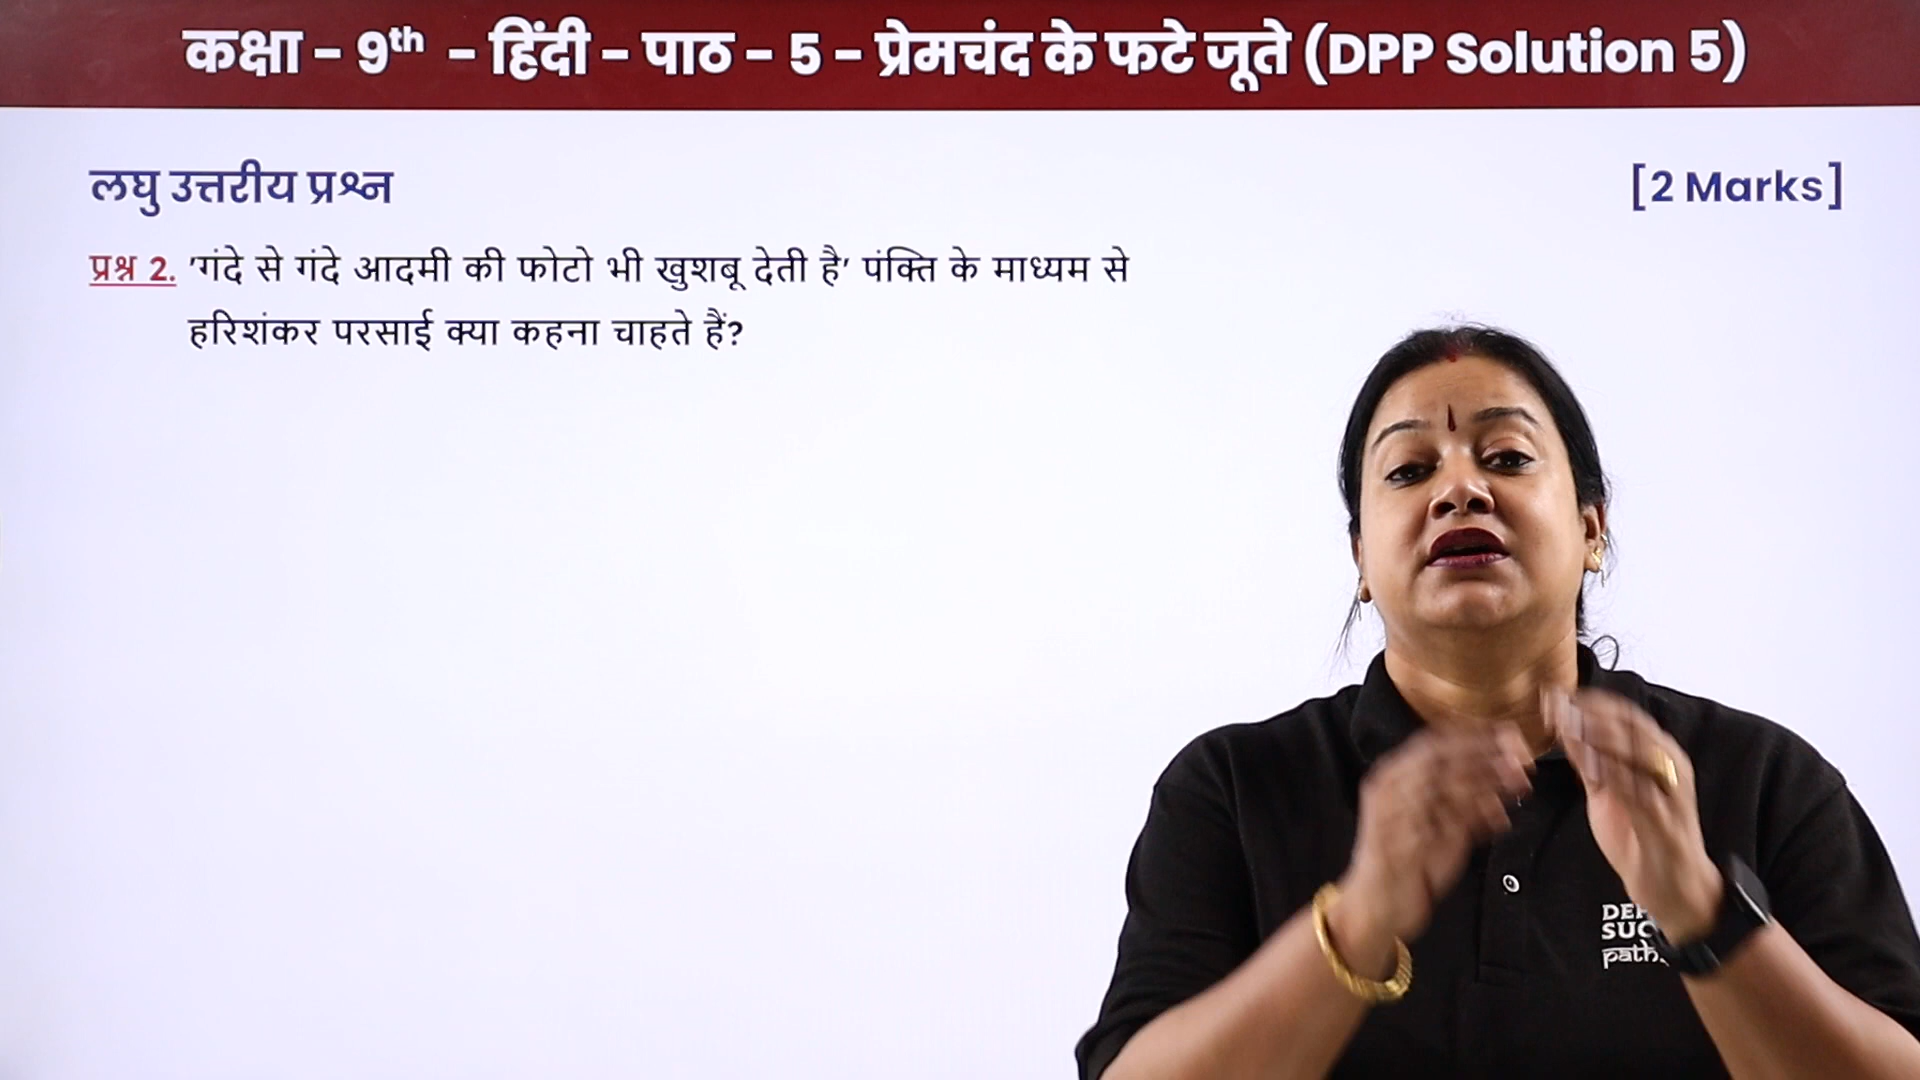 कक्षा – 9th – हिंदी – पाठ – 5 – प्रेमचंद के फटे जूते (DPP Solution 5)
लघु उत्तरीय प्रश्न [2 Marks]
प्रश्न 2. 'गंदे से गंदे आदमी की फोटो भी खुशबू देती है' पंक्ति के माध्यम से
हरिशंकर परसाई क्या कहना चाहते हैं?